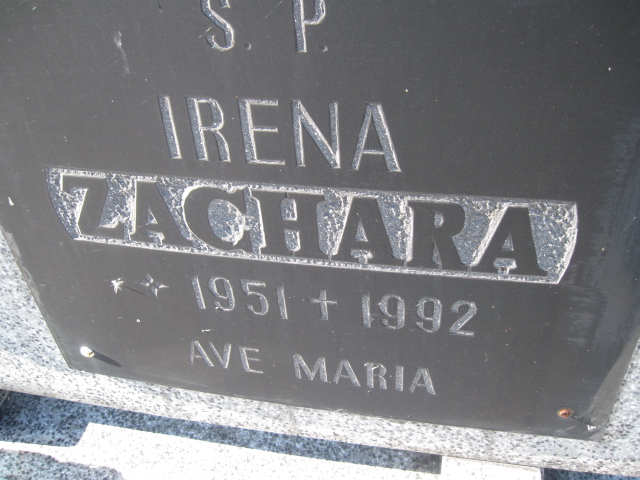 S. P.
IRENA
ZACHARA
* 1951 + 1992
AVE MARIA